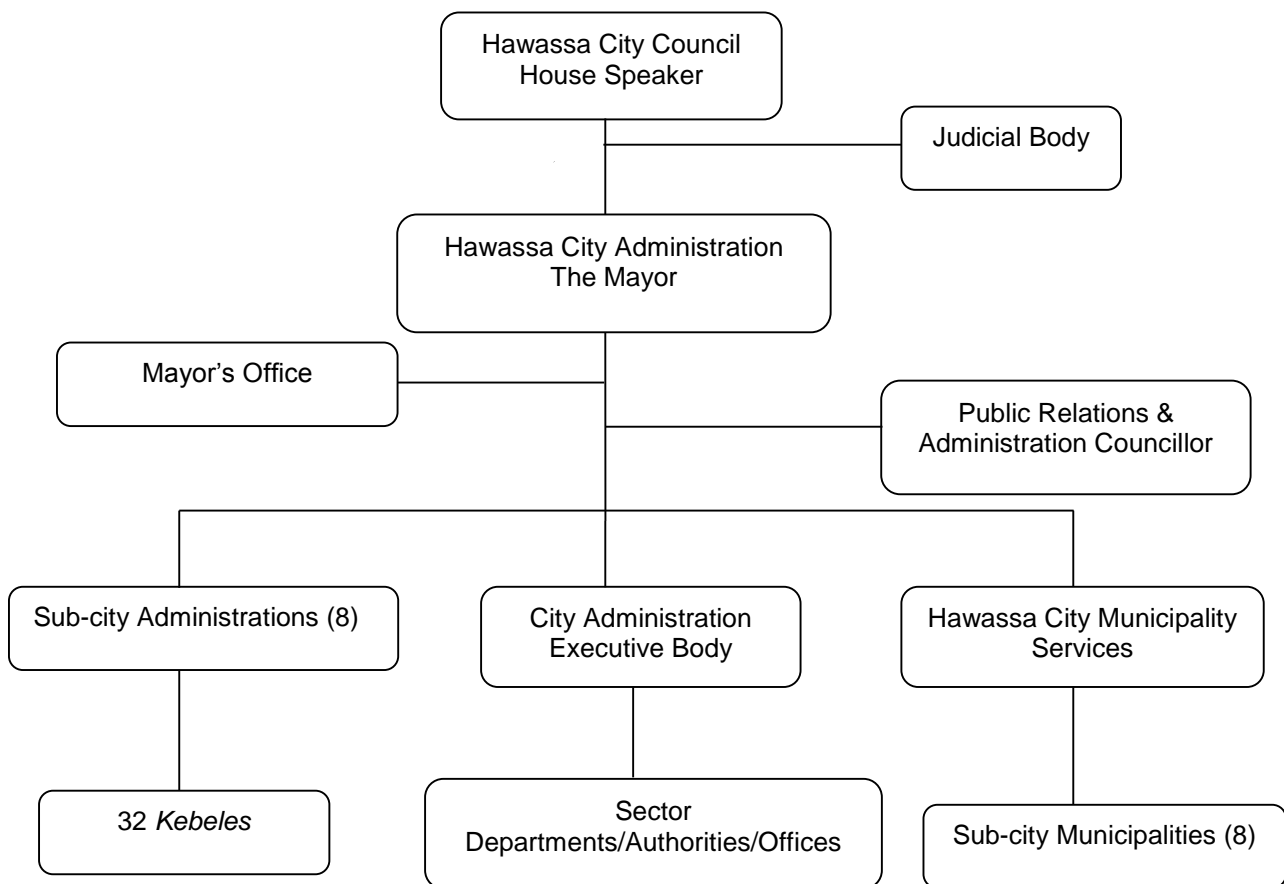 Hawassa City Council
House Speaker
Judicial Body
Hawassa City Administration
The Mayor
Mayor’s Office
Public Relations &
Administration Councillor
Sub-city Administrations (8)
City Administration
Executive Body
Hawassa City Municipality
Services
32 Kebeles
Sector
Departments/Authorities/Offices
Sub-city Municipalities (8)